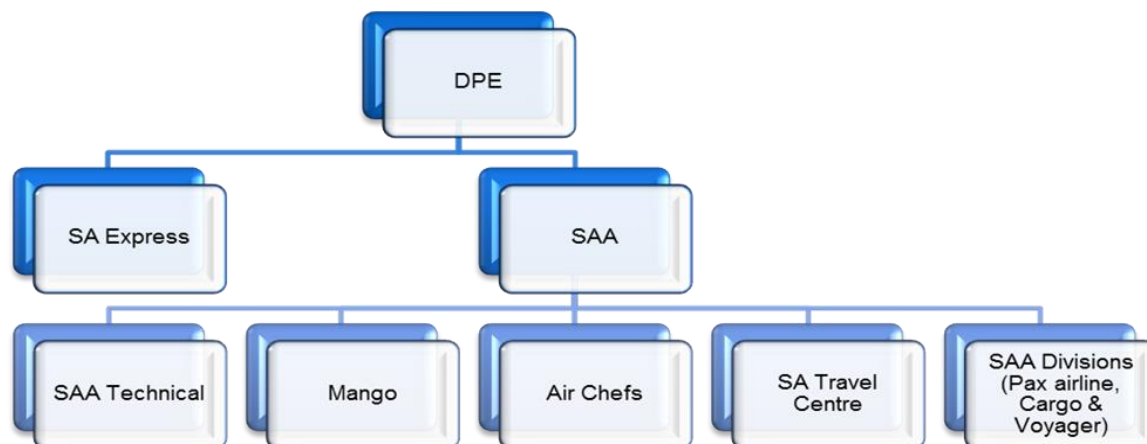 DPE
SA Express
SAA
SAA Technical
Mango
Air Chefs
SA Travel
Centre
SAA Divisions
(Pax airline,
Cargo &
Voyager)